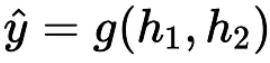 ŷ = g(h₁, h₂)